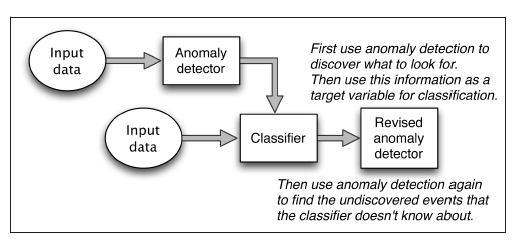 Input
data
Anomaly
detector
First use anomaly detection to
discover what to look for.
Then use this information as a
target variable for classification.
Input
data
Classifier
Revised
anomaly
detector
Then use anomaly detection again
to find the undiscovered events that
the classifier doesn't know about.